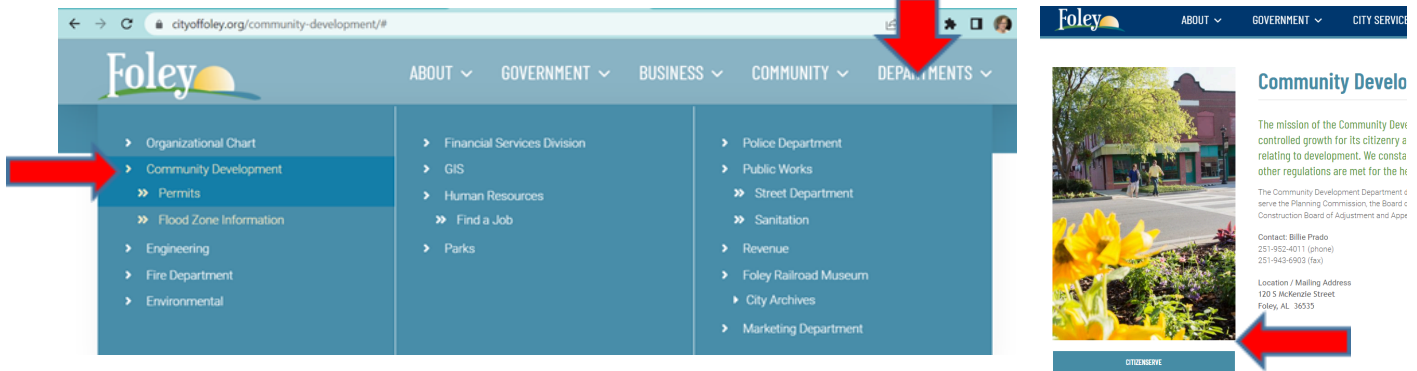 cityoffoley.org/community-development/#
Foley
ABOUT
GOVERNMENT
BUSINESS
COMMUNITY
DEPARTMENTS
Organizational Chart
Community Development
Permits
Flood Zone Information
Engineering
Fire Department
Environmental
Financial Services Division
GIS
Human Resources
Find a Job
Parks
Police Department
Public Works
Street Department
Sanitation
Revenue
Foley Railroad Museum
City Archives
Marketing Department
Foley
ABOUT
GOVERNMENT
CITY SERVICE
Community Develo
The mission of the Community Deve
controlled growth for its citizenry a
relating to development. We consta
other regulations are met for the he
The Community Development Department d
serve the Planning Commission, the Board o
Construction Board of Adjustment and Appe
Contact: Billie Prado
251-952-4011 (phone)
251-943-6903 (fax)
Location / Mailing Address
120 S McKenzie Street
Foley, AL 36535
CITIZENSERVE